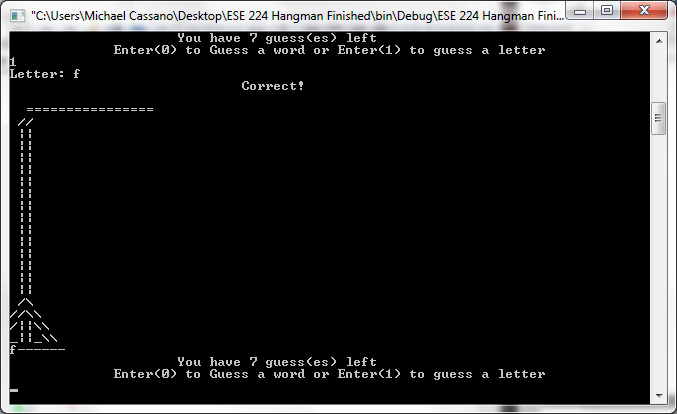 "C:\Users\Michael Cassano\Desktop\ESE 224 Hangman Finished\bin\Debug\ESE 224 Hangman Fini...
You have 7 guess(es) left
Enter(0) to Guess a word or Enter(1) to guess a letter
1
Letter: f
Correct!
f------
You have 7 guess(es) left
Enter(0) to Guess a word or Enter(1) to guess a letter